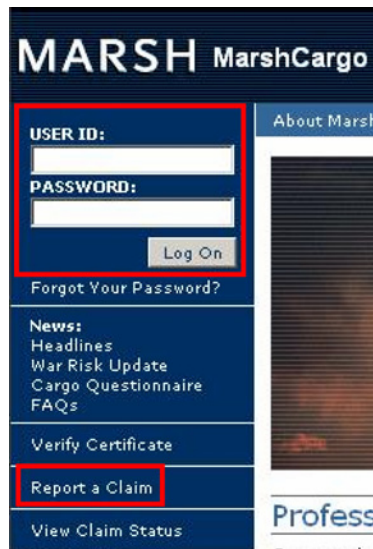 MARSH MarshCargo
About Marsh
USER ID:
PASSWORD:
Log On
Forgot Your Password?
News:
Headlines
War Risk Update
Cargo Questionnaire
FAQs
Verify Certificate
Report a Claim
View Claim Status
Profess